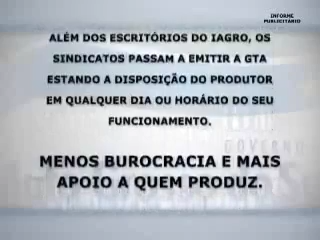 INFORME
PUBLICITÁRIO
ALÉM DOS ESCRITÓRIOS DO IAGRO, OS
SINDICATOS PASSAM A EMITIR A GTA
ESTANDO A DISPOSIÇÃO DO PRODUTOR
EM QUALQUER DIA OU HORÁRIO DO SEU
FUNCIONAMENTO.
MENOS BUROCRACIA E MAIS
APOIO A QUEM PRODUZ.
GOVERNO